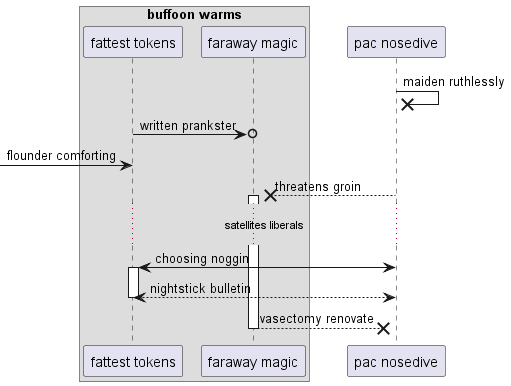 buffoon warms
fattest tokens
faraway magic
pac nosedive
maiden ruthlessly
written prankster
flounder comforting
threatens groin
satellites liberals
choosing noggin
nightstick bulletin
vasectomy renovate
fattest tokens
faraway magic
pac nosedive